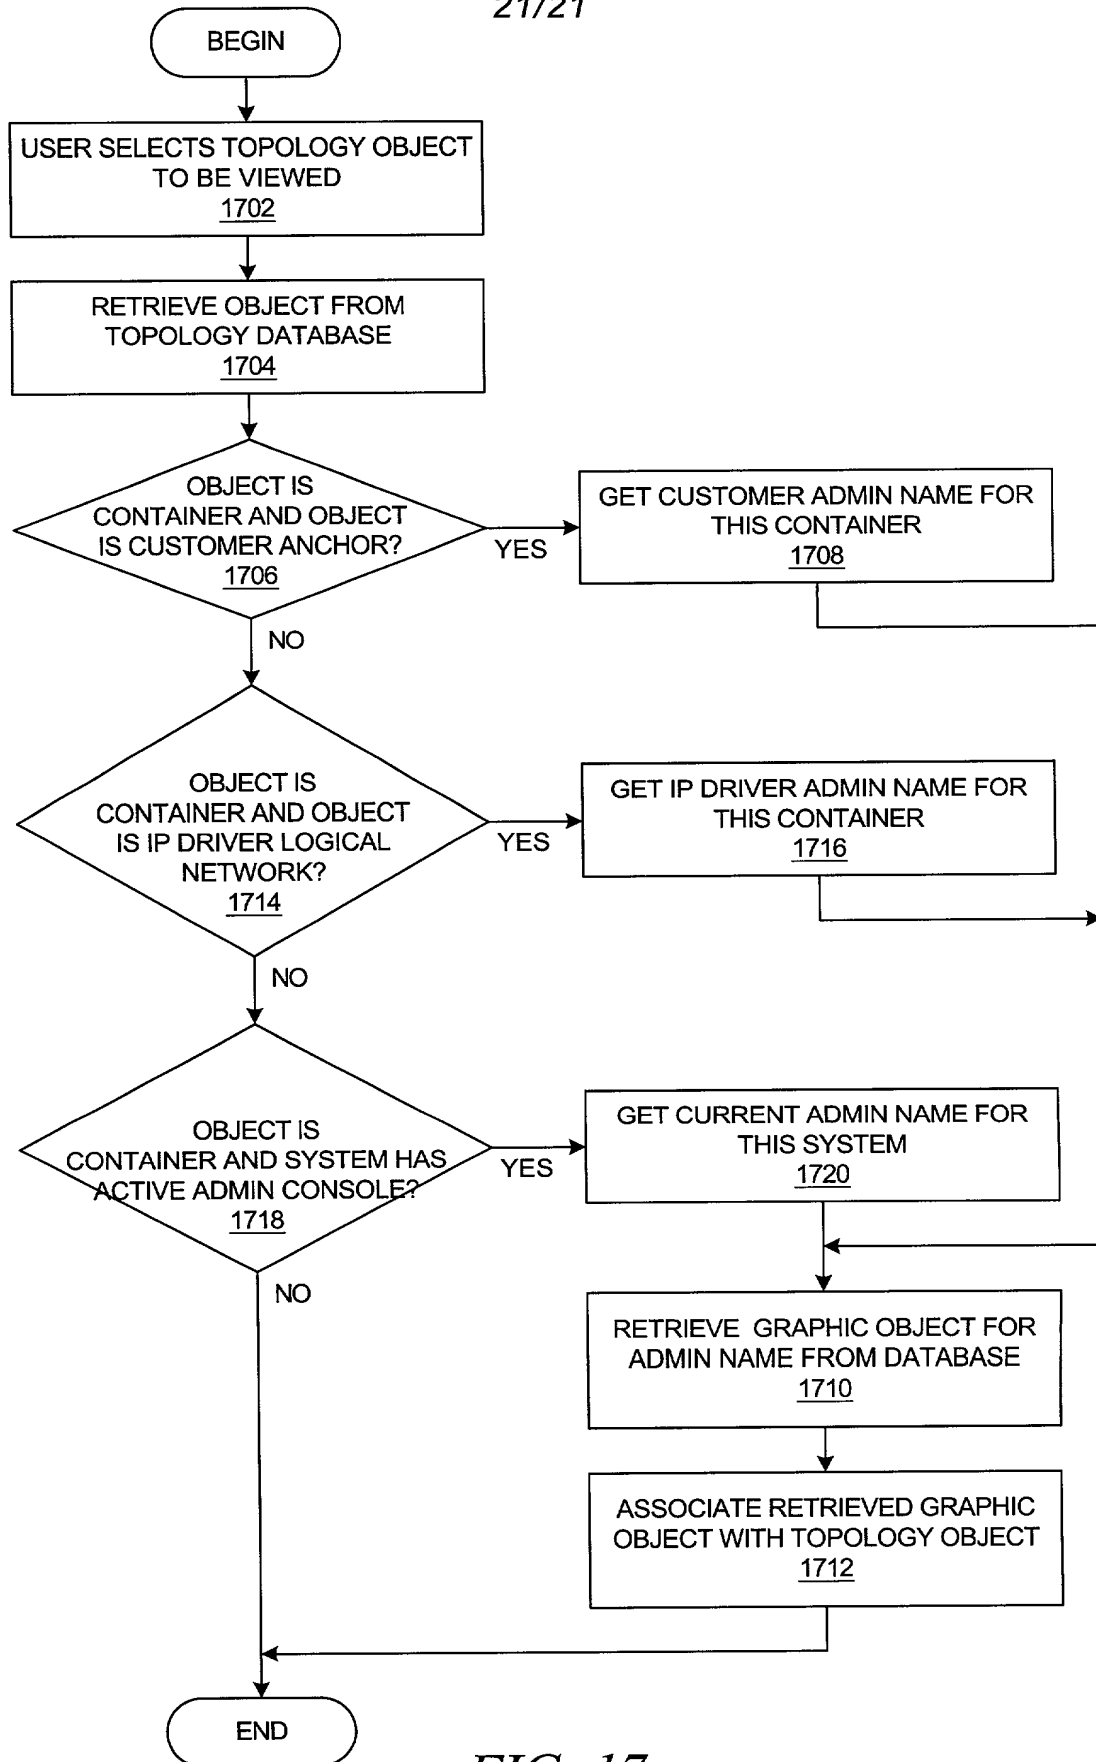 21/21
BEGIN
USER SELECTS TOPOLOGY OBJECT
TO BE VIEWED
1702
RETRIEVE OBJECT FROM
TOPOLOGY DATABASE
1704
OBJECT IS
CONTAINER AND OBJECT
IS CUSTOMER ANCHOR?
1706
YES
GET CUSTOMER ADMIN NAME FOR
THIS CONTAINER
1708
NO
OBJECT IS
CONTAINER AND OBJECT
IS IP DRIVER LOGICAL
NETWORK?
1714
YES
GET IP DRIVER ADMIN NAME FOR
THIS CONTAINER
1716
NO
OBJECT IS
CONTAINER AND SYSTEM HAS
ACTIVE ADMIN CONSOLE?
1718
YES
GET CURRENT ADMIN NAME FOR
THIS SYSTEM
1720
NO
RETRIEVE GRAPHIC OBJECT FOR
ADMIN NAME FROM DATABASE
1710
ASSOCIATE RETRIEVED GRAPHIC
OBJECT WITH TOPOLOGY OBJECT
1712
END
FIG. 17